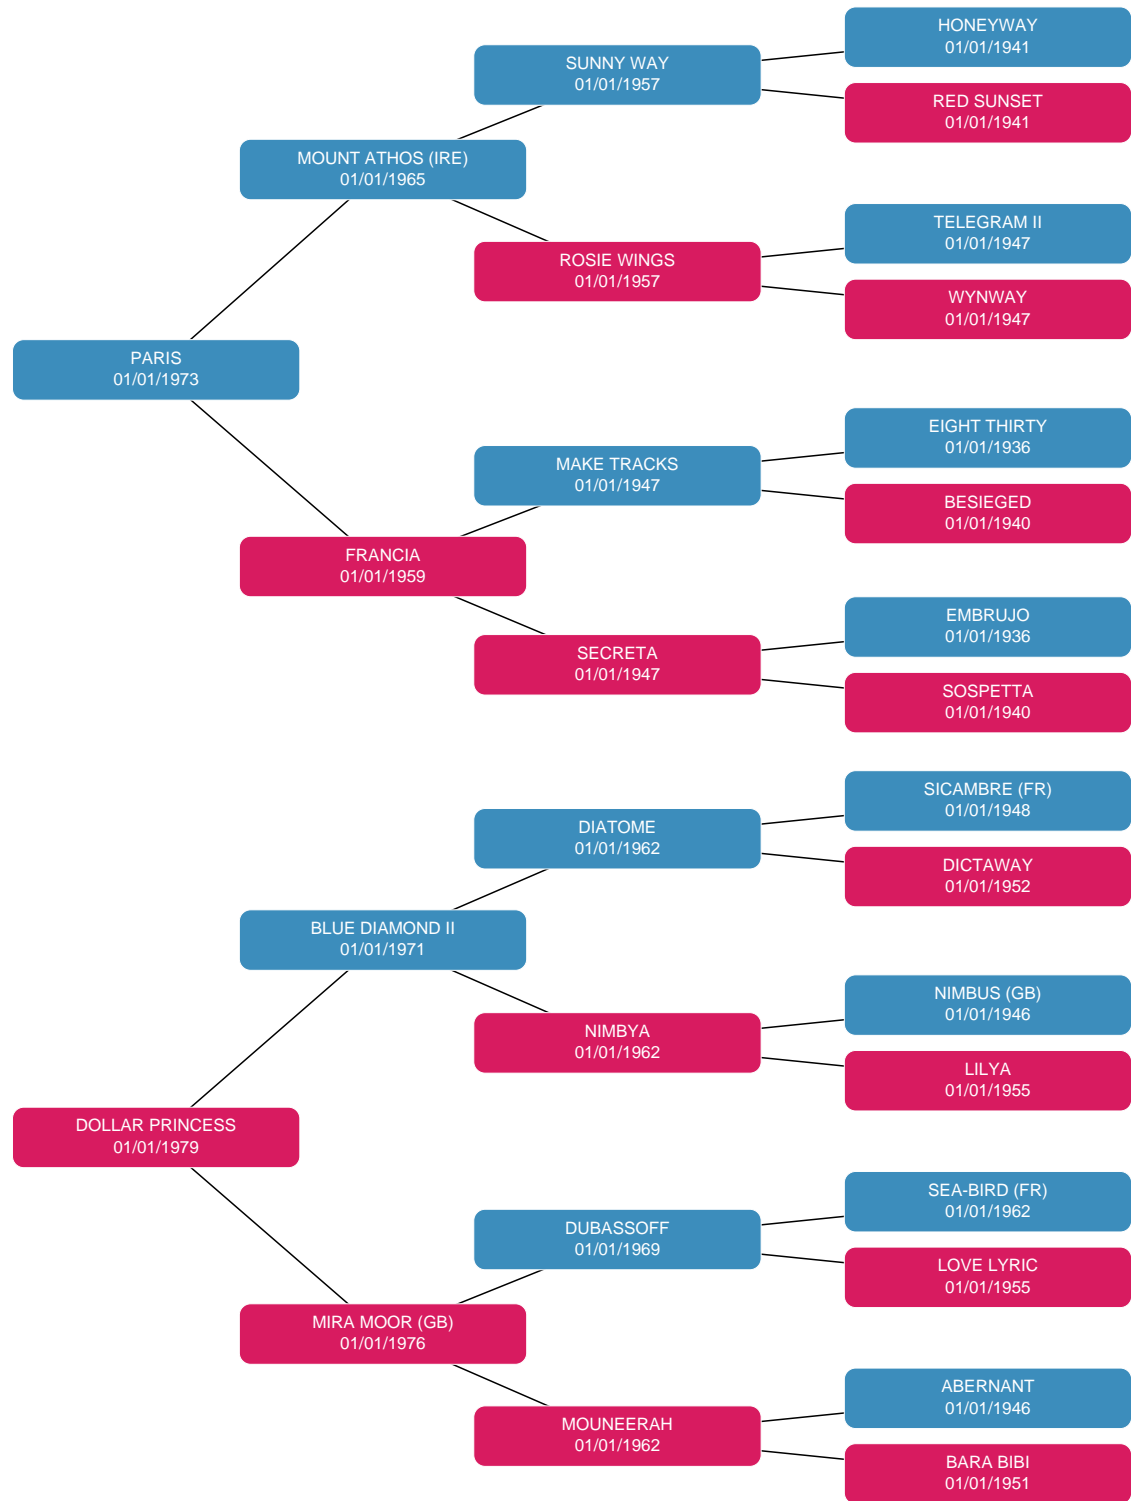 HONEYWAY
01/01/1941
SUNNY WAY
01/01/1957
RED SUNSET
01/01/1941
MOUNT ATHOS (IRE)
01/01/1965
TELEGRAM II
01/01/1947
ROSIE WINGS
01/01/1957
WYNWAY
01/01/1947
PARIS
01/01/1973
EIGHT THIRTY
01/01/1936
MAKE TRACKS
01/01/1947
BESIEGED
01/01/1940
FRANCIA
01/01/1959
EMBRUJO
01/01/1936
SECRETA
01/01/1947
SOSPETTA
01/01/1940
SICAMBRE (FR)
01/01/1948
DIATOME
01/01/1962
DICTAWAY
01/01/1952
BLUE DIAMOND II
01/01/1971
NIMBUS (GB)
01/01/1946
NIMBYA
01/01/1962
LILYA
01/01/1955
DOLLAR PRINCESS
01/01/1979
SEA-BIRD (FR)
01/01/1962
DUBASSOFF
01/01/1969
LOVE LYRIC
01/01/1955
MIRA MOOR (GB)
01/01/1976
ABERNANT
01/01/1946
MOUNEERAH
01/01/1962
BARA BIBI
01/01/1951